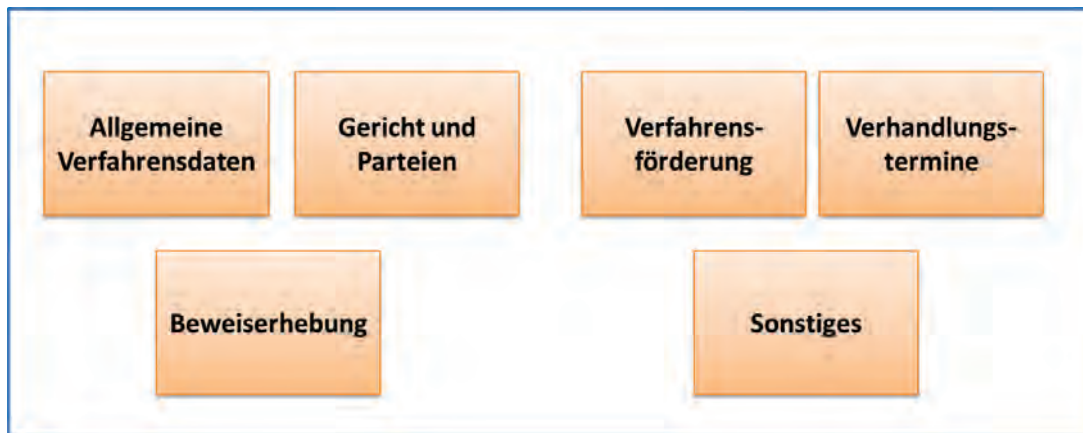 Allgemeine
Verfahrensdaten
Gericht und
Parteien
Verfahrens-
förderung
Verhandlungs-
termine
Beweiserhebung
Sonstiges